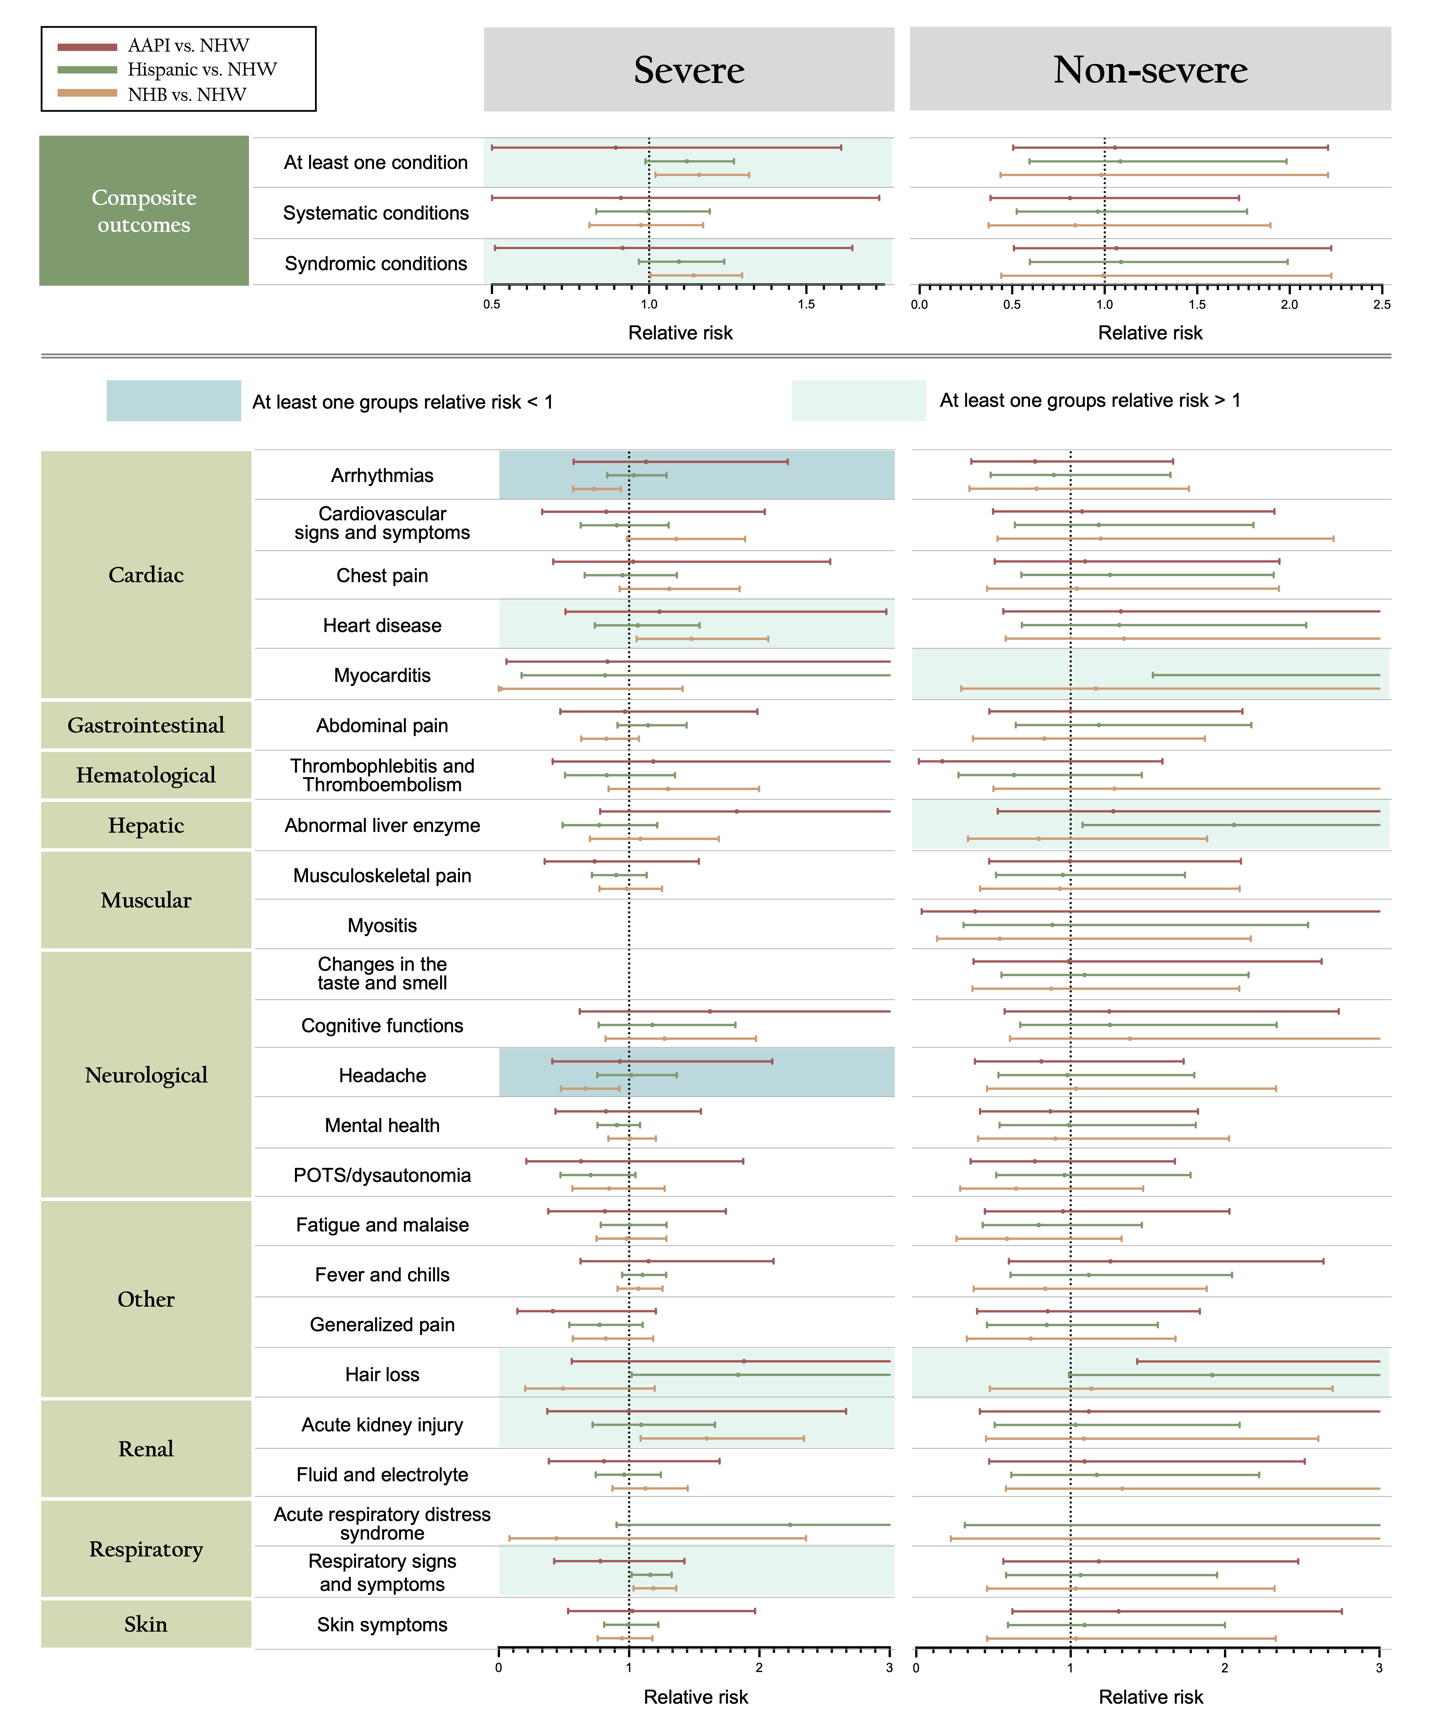 AAPI vs. NHW
Hispanic vs. NHW
NHB vs. NHW
Severe
Non-severe
Composite
outcomes
At least one condition
Systematic conditions
Syndromic conditions
0.5 1.0 1.5
Relative risk
0.0 0.5 1.0 1.5 2.0 2.5
Relative risk
At least one groups relative risk < 1
At least one groups relative risk > 1
Cardiac
Arrhythmias
Cardiovascular
signs and symptoms
Chest pain
Heart disease
Myocarditis
Gastrointestinal
Abdominal pain
Hematological
Thrombophlebitis and
Thromboembolism
Hepatic
Abnormal liver enzyme
Muscular
Musculoskeletal pain
Myositis
Neurological
Changes in the
taste and smell
Cognitive functions
Headache
Mental health
POTS/dysautonomia
Other
Fatigue and malaise
Fever and chills
Generalized pain
Hair loss
Renal
Acute kidney injury
Fluid and electrolyte
Respiratory
Acute respiratory distress
syndrome
Respiratory signs
and symptoms
Skin
Skin symptoms
0 1 2 3
Relative risk
0 1 2 3
Relative risk